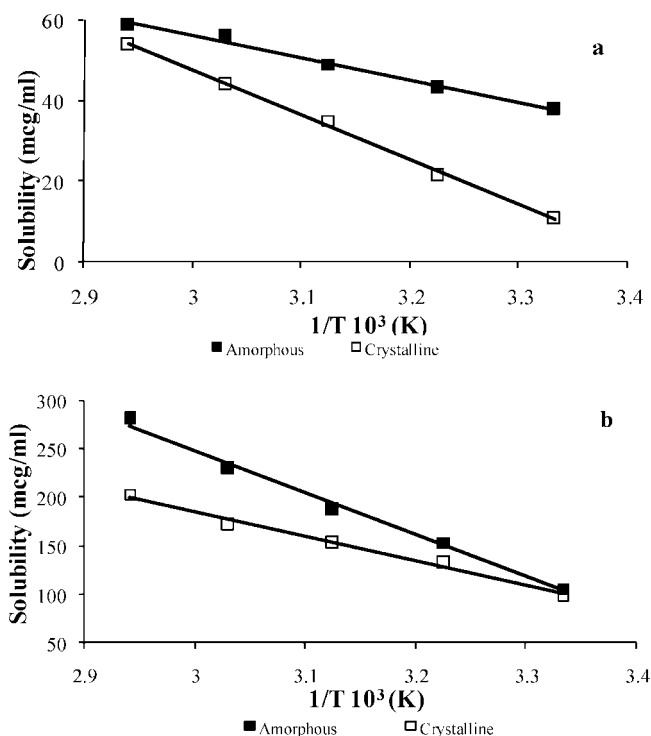 60
a
40
20
0
Solubility (mcg/ml)
2.9 3 3.1 3.2 3.3 3.4
1/T 10³ (K)
Amorphous Crystalline
300
b
250
200
150
100
50
Solubility (mcg/ml)
2.9 3 3.1 3.2 3.3 3.4
1/T 10³ (K)
Amorphous Crystalline